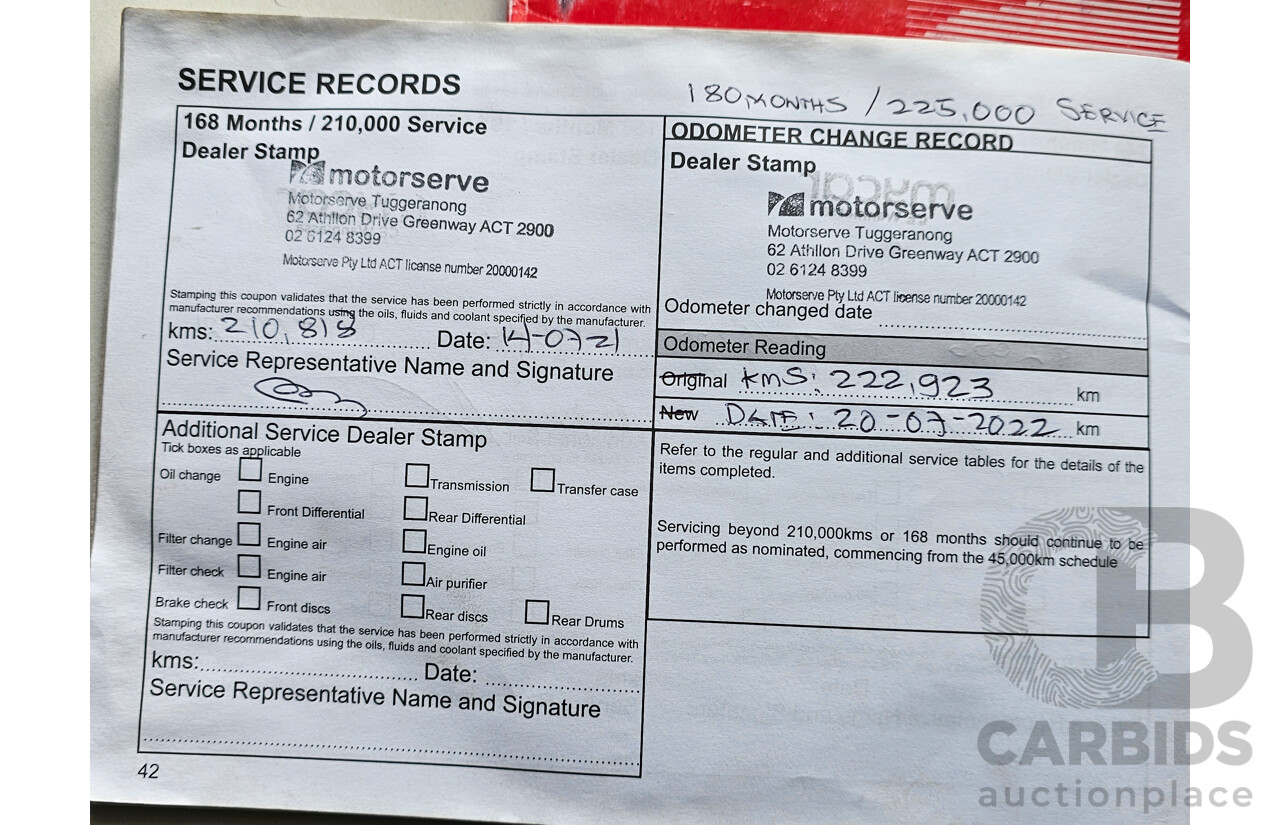 SERVICE RECORDS
180 MONTHS / 225,000 SERVICE
168 Months / 210,000 Service
Dealer Stamp
motorserve
Motorserve Tuggeranong
62 Athllon Drive Greenway ACT 2900
02 6124 8399
Motorserve Pty Ltd ACT license number 20000142
Stamping this coupon validates that the service has been performed strictly in accordance with
manufacturer recommendations using the oils, fluids and coolant specified by the manufacturer.
kms: 210,818 Date: 14-07-21
Service Representative Name and Signature
Additional Service Dealer Stamp
Tick boxes as applicable
Oil change Engine Transmission Transfer case
Front Differential Rear Differential
Filter change Engine air Engine oil
Filter check Engine air Air purifier
Brake check Front discs Rear discs Rear Drums
Stamping this coupon validates that the service has been performed strictly in accordance with
manufacturer recommendations using the oils, fluids and coolant specified by the manufacturer.
kms: Date:
Service Representative Name and Signature
42
ODOMETER CHANGE RECORD
Dealer Stamp
motorserve
Motorserve Tuggeranong
62 Athllon Drive Greenway ACT 2900
02 6124 8399
Motorserve Pty Ltd ACT license number 20000142
Odometer changed date
Odometer Reading
Original KMS: 222,923 km
New DATE: 20-07-2022 km
Refer to the regular and additional service tables for the details of the
items completed.
Servicing beyond 210,000kms or 168 months should continue to be
performed as nominated, commencing from the 45,000km schedule
CB
CARBIDS
auctionplace